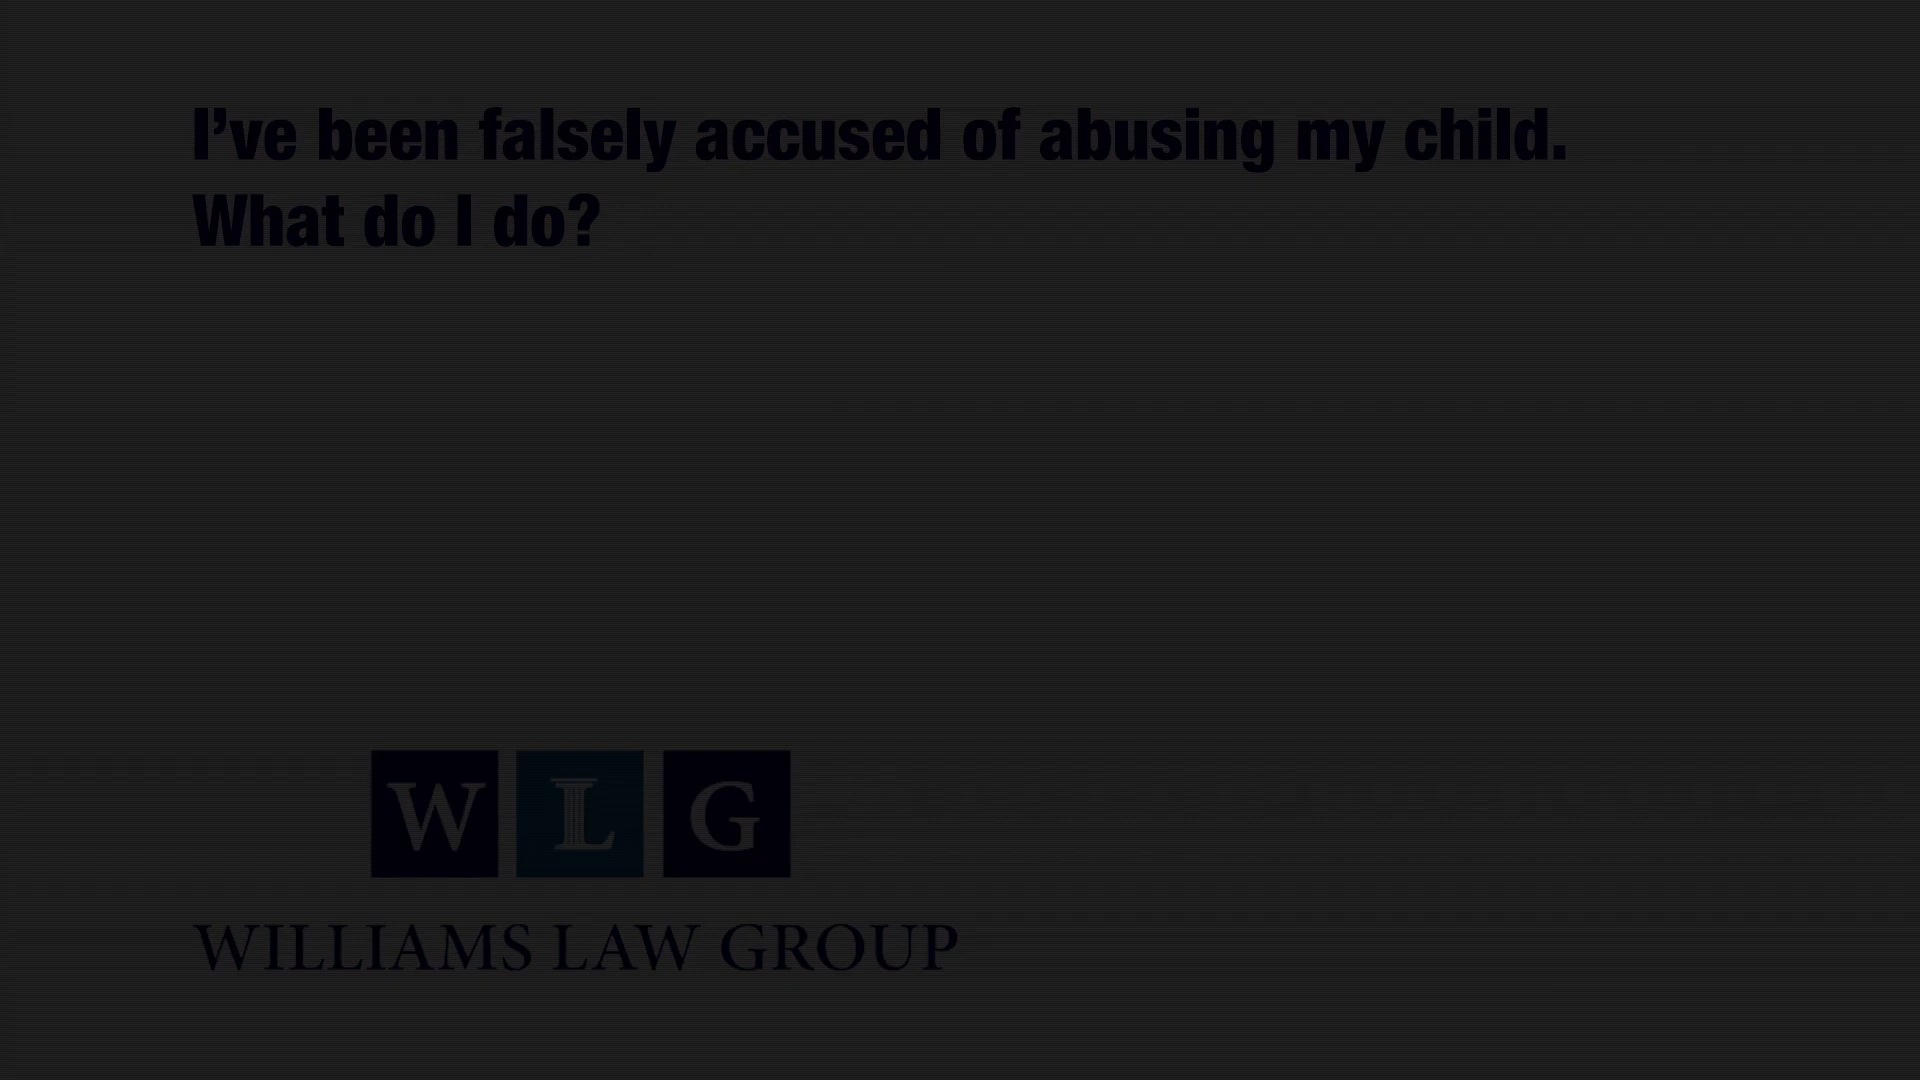 I’ve been falsely accused of abusing my child.
What do I do?
W L G
WILLIAMS LAW GROUP